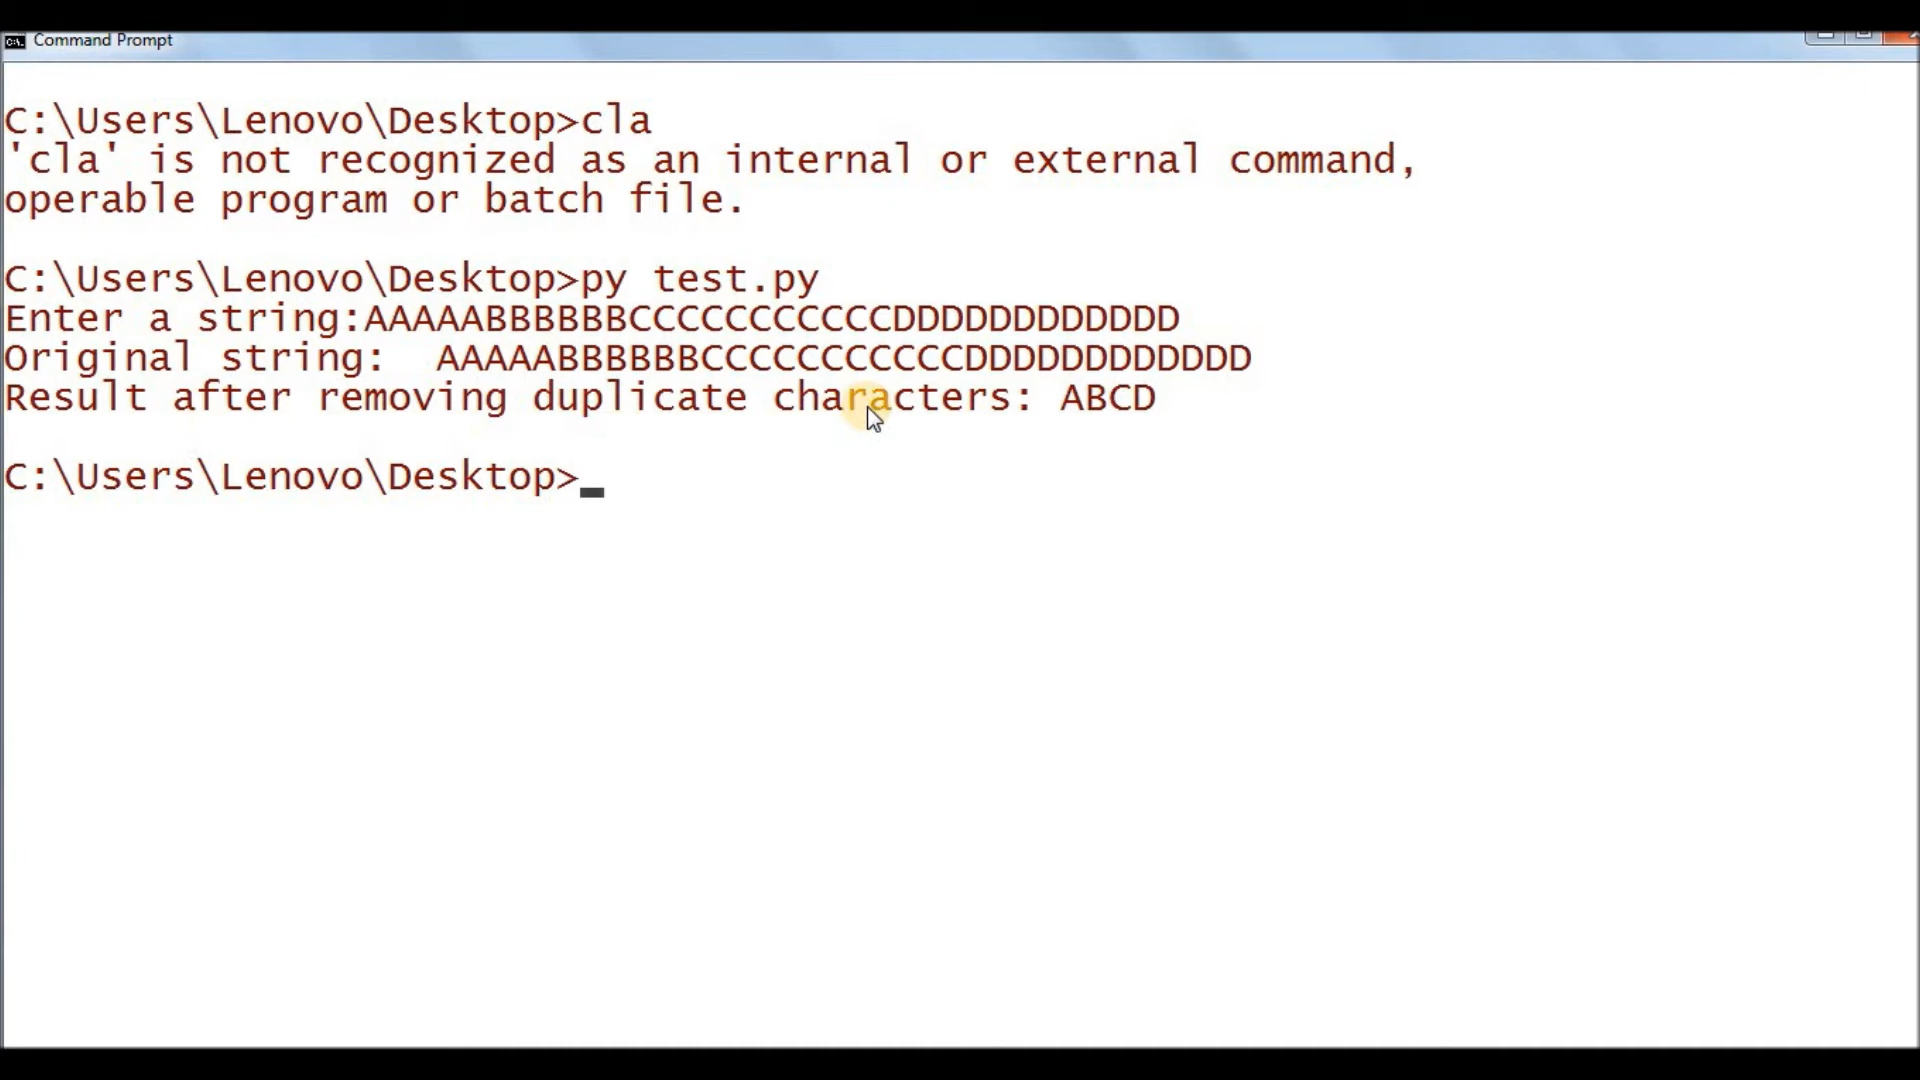 Command Prompt
C:\Users\Lenovo\Desktop>cla
'cla' is not recognized as an internal or external command,
operable program or batch file.
C:\Users\Lenovo\Desktop>py test.py
Enter a string:AAAAABBBBBBCCCCCCCCCCCDDDDDDDDDDDD
Original string:  AAAAABBBBBBCCCCCCCCCCCDDDDDDDDDDDD
Result after removing duplicate characters: ABCD
C:\Users\Lenovo\Desktop>_